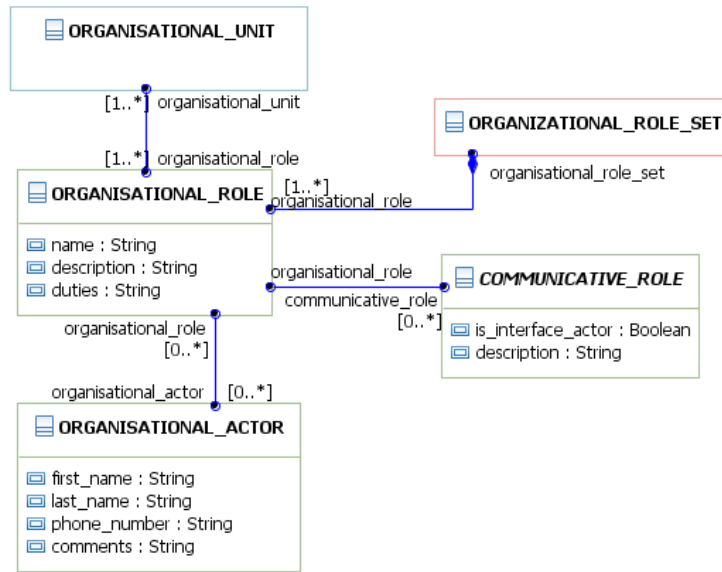 ORGANISATIONAL_UNIT
[1..*]
organisational_unit
[1..*]
organisational_role
ORGANIZATIONAL_ROLE_SET
organisational_role_set
ORGANISATIONAL_ROLE
[1..*]
organisational_role
name : String
description : String
duties : String
organisational_role
communicative_role
[0..*]
COMMUNICATIVE_ROLE
is_interface_actor : Boolean
description : String
organisational_role
[0..*]
organisational_actor
[0..*]
ORGANISATIONAL_ACTOR
first_name : String
last_name : String
phone_number : String
comments : String